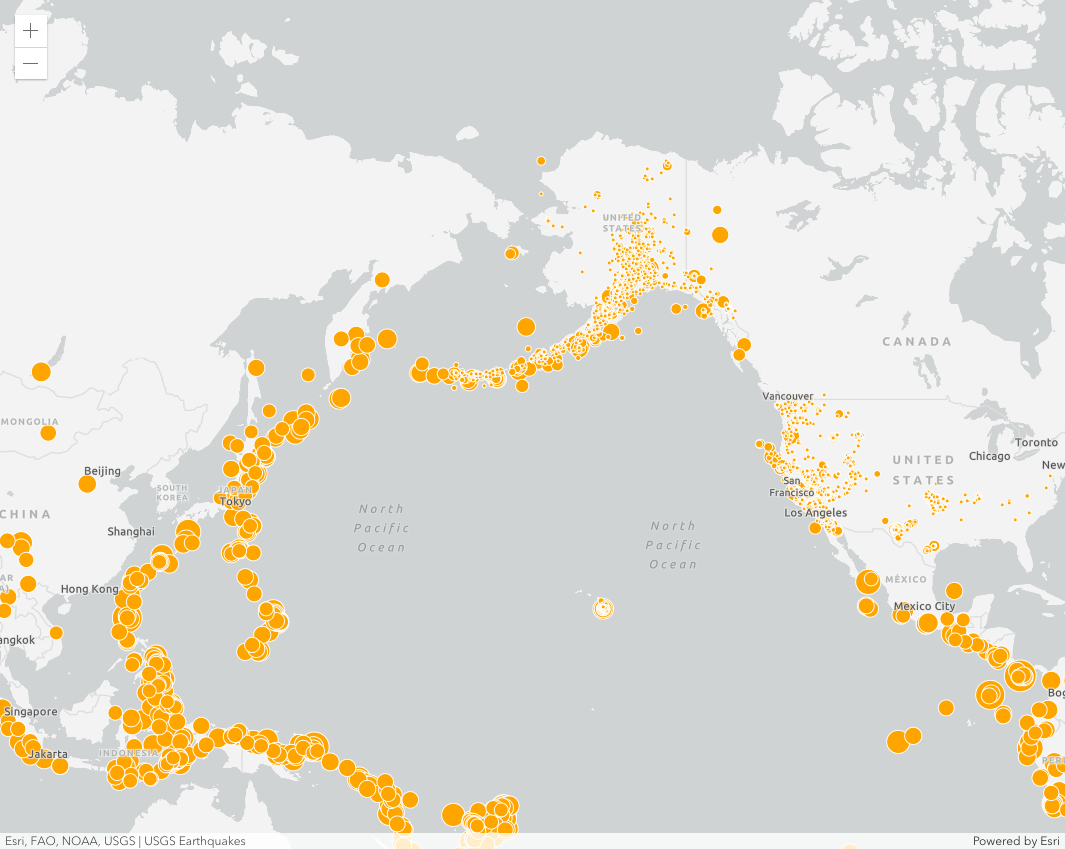 +
−
UNITED
STATES
CANADA
Vancouver
MONGOLIA
Toronto
Chicago
UNITED
STATES
New
Beijing
SOUTH
KOREA
JAPAN
Tokyo
San
Francisco
CHINA
North
Pacific
Ocean
Los Angeles
North
Pacific
Ocean
Shanghai
MÉXICO
Hong Kong
Mexico City
angkok
Singapore
Bog
Jakarta
INDONESIA
PER
Esri, FAO, NOAA, USGS | USGS Earthquakes
Powered by Esri